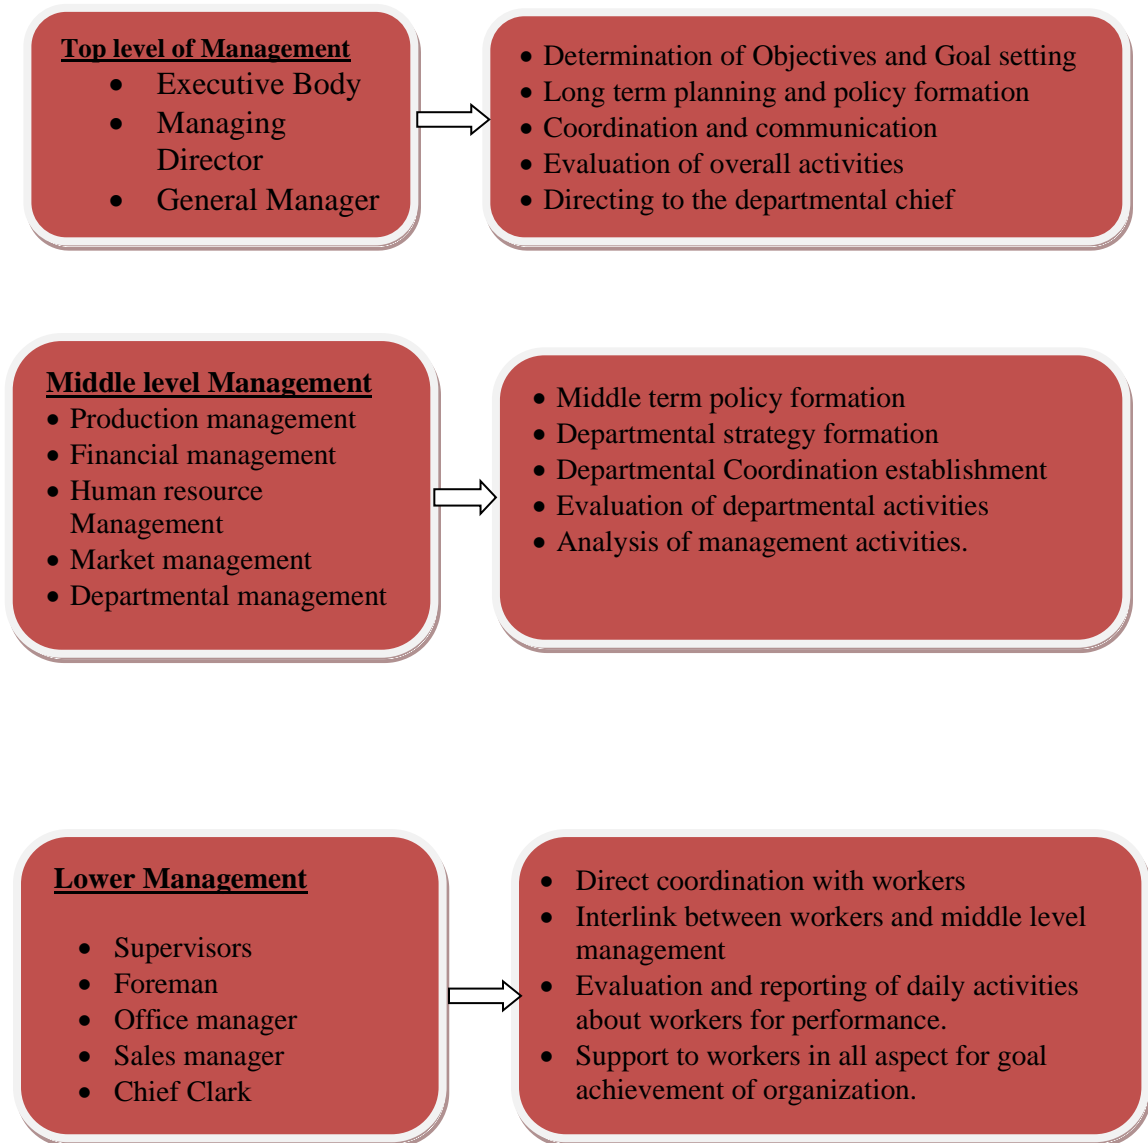 Top level of Management
• Executive Body
• Managing
Director
• General Manager
• Determination of Objectives and Goal setting
• Long term planning and policy formation
• Coordination and communication
• Evaluation of overall activities
• Directing to the departmental chief
Middle level Management
• Production management
• Financial management
• Human resource
Management
• Market management
• Departmental management
• Middle term policy formation
• Departmental strategy formation
• Departmental Coordination establishment
• Evaluation of departmental activities
• Analysis of management activities.
Lower Management
• Supervisors
• Foreman
• Office manager
• Sales manager
• Chief Clark
• Direct coordination with workers
• Interlink between workers and middle level
management
• Evaluation and reporting of daily activities
about workers for performance.
• Support to workers in all aspect for goal
achievement of organization.